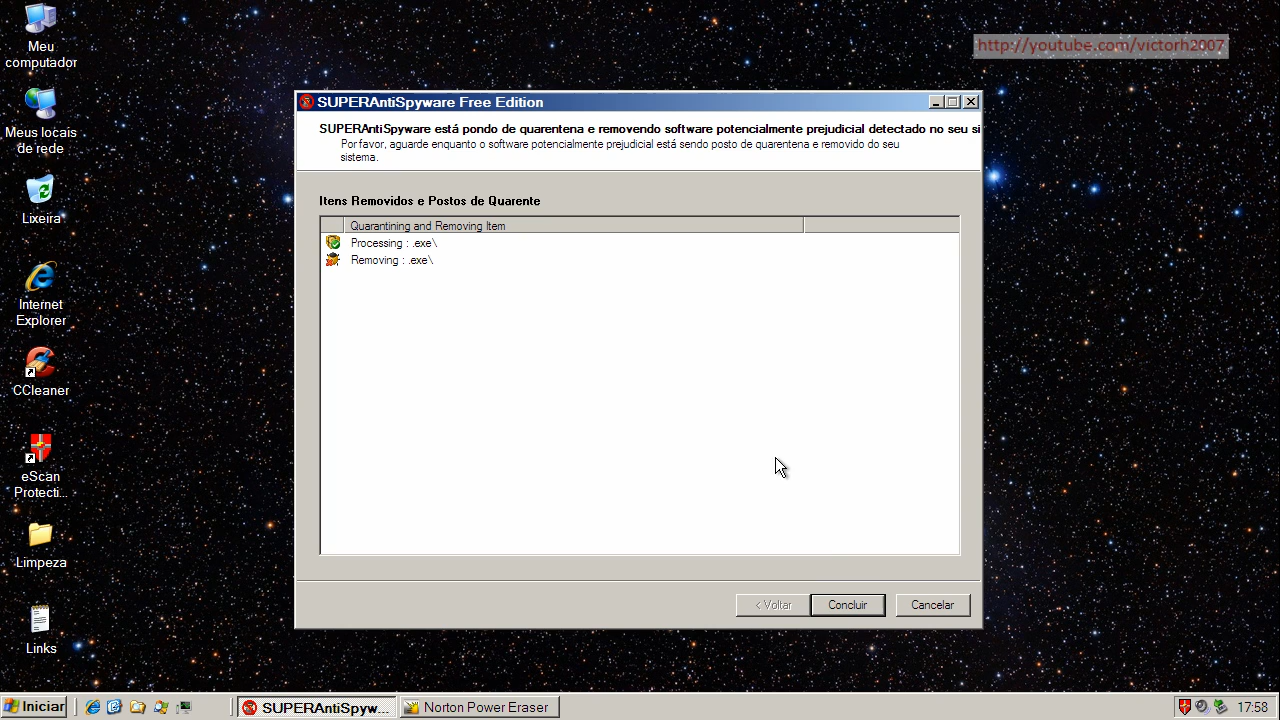 Meu
computador
Meus locais
de rede
Lixeira
Internet
Explorer
CCleaner
eScan
Protecti...
Limpeza
Links
http://youtube.com/victorh2007
SUPERAntiSpyware Free Edition
SUPERAntiSpyware está pondo de quarentena e removendo software potencialmente prejudicial detectado no seu si
Por favor, aguarde enquanto o software potencialmente prejudicial está sendo posto de quarentena e removido do seu
sistema.
Itens Removidos e Postos de Quarente
Quarantining and Removing Item
Processing : .exe\
Removing : .exe\
< Voltar
Concluir
Cancelar
Iniciar
SUPERAntiSpyw...
Norton Power Eraser
17:58